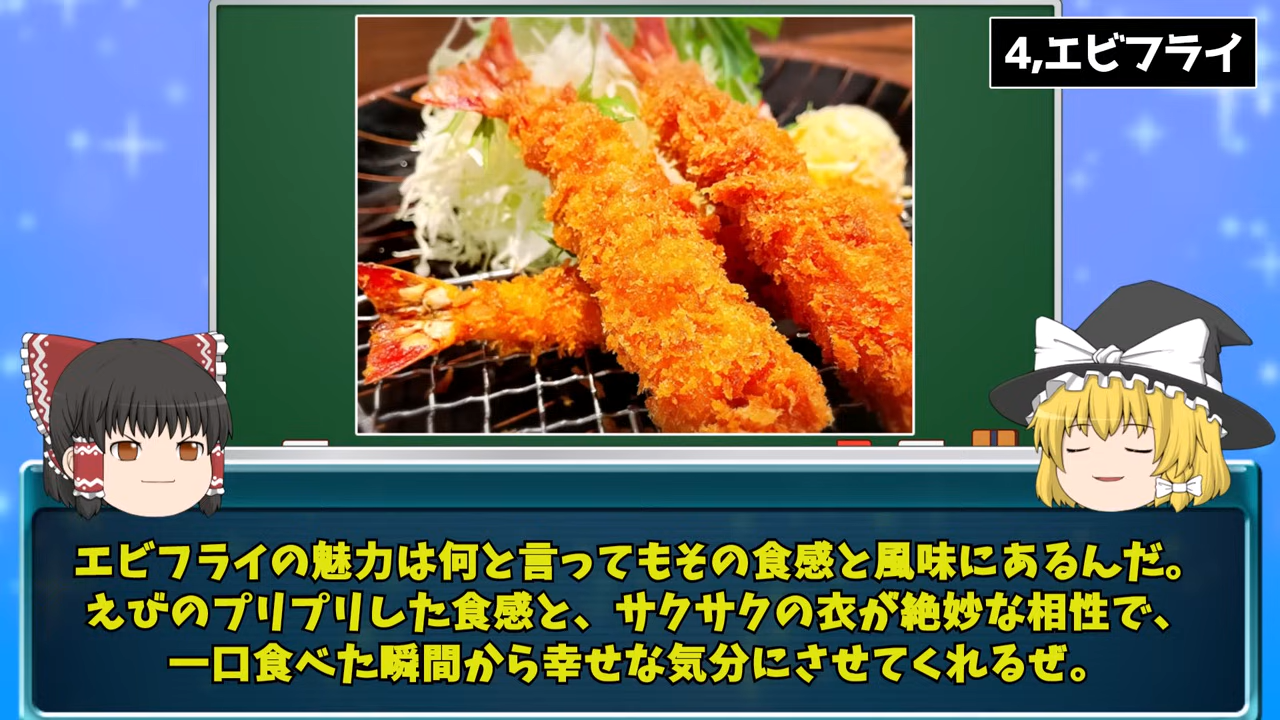 4,エビフライ
エビフライの魅力は何と言ってもその食感と風味にあるんだ。
えびのプリプリした食感と、サクサクの衣が絶妙な相性で、
一口食べた瞬間から幸せな気分にさせてくれるぜ。